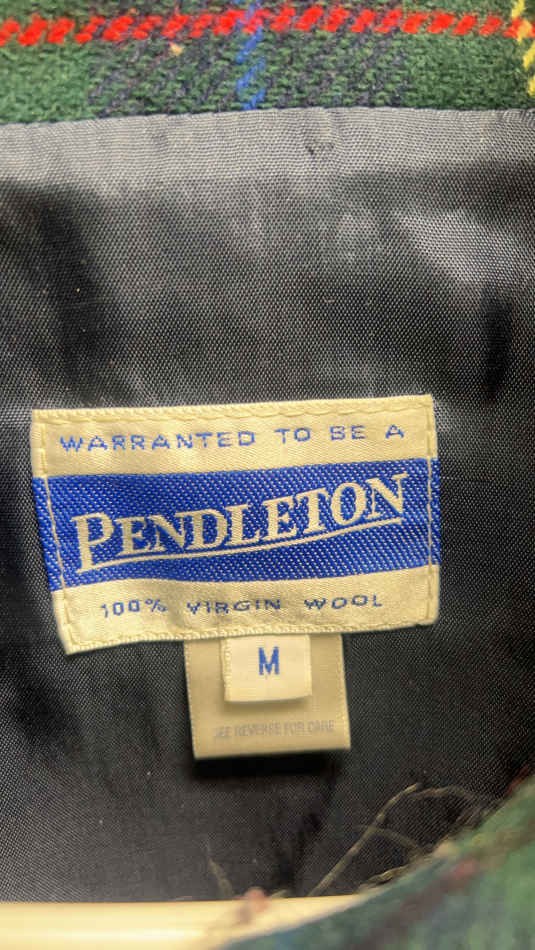 WARRANTED TO BE A
PENDLETON
100% VIRGIN WOOL
M
SEE REVERSE FOR CARE